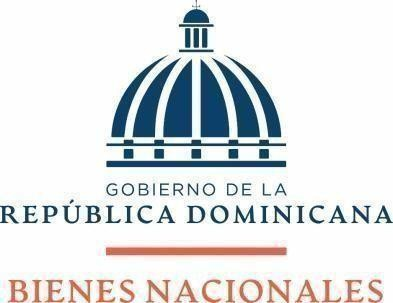 GOBIERNO DE LA
REPÚBLICA DOMINICANA
BIENES NACIONALES